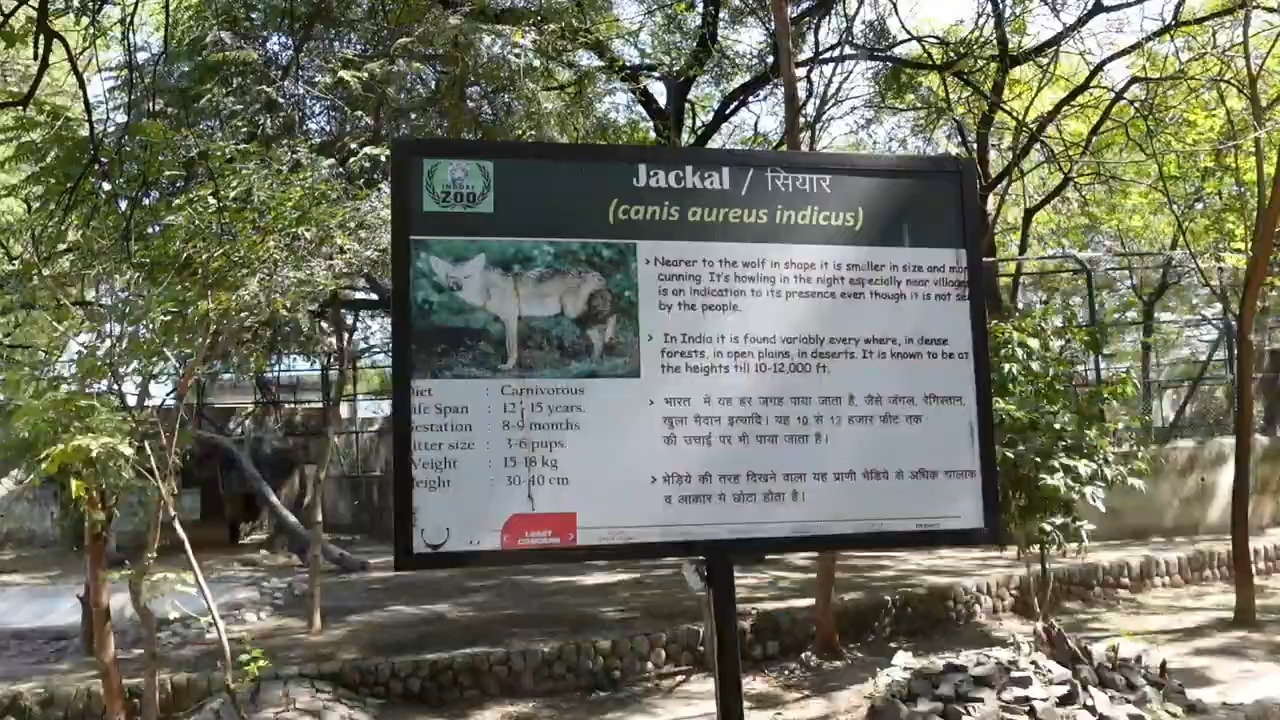 INDORE
ZOO
Jackal / सियार
(canis aureus indicus)
> Nearer to the wolf in shape it is smaller in size and mor
cunning. It's howling in the night especially near village
is an indication to its presence even though it is not se
by the people.
> In India it is found variably every where, in dense
forests, in open plains, in deserts. It is known to be at
the heights till 10-12,000 ft.
> भारत में यह हर जगह पाया जाता है, जैसे जंगल, रेगिस्तान,
खुला मैदान इत्यादि। यह 10 से 12 हजार फीट तक
की उचाई पर भी पाया जाता है।
> भेड़िये की तरह दिखने वाला यह प्राणी भेडिये से अधिक चालाक
व आकार मे छोटा होता है।
iet : Carnivorous
ife Span : 12 - 15 years.
estation : 8-9 months
itter size : 3-6 pups.
Weight : 15-18 kg
eight : 30-40 cm
LEAST
CONCERN